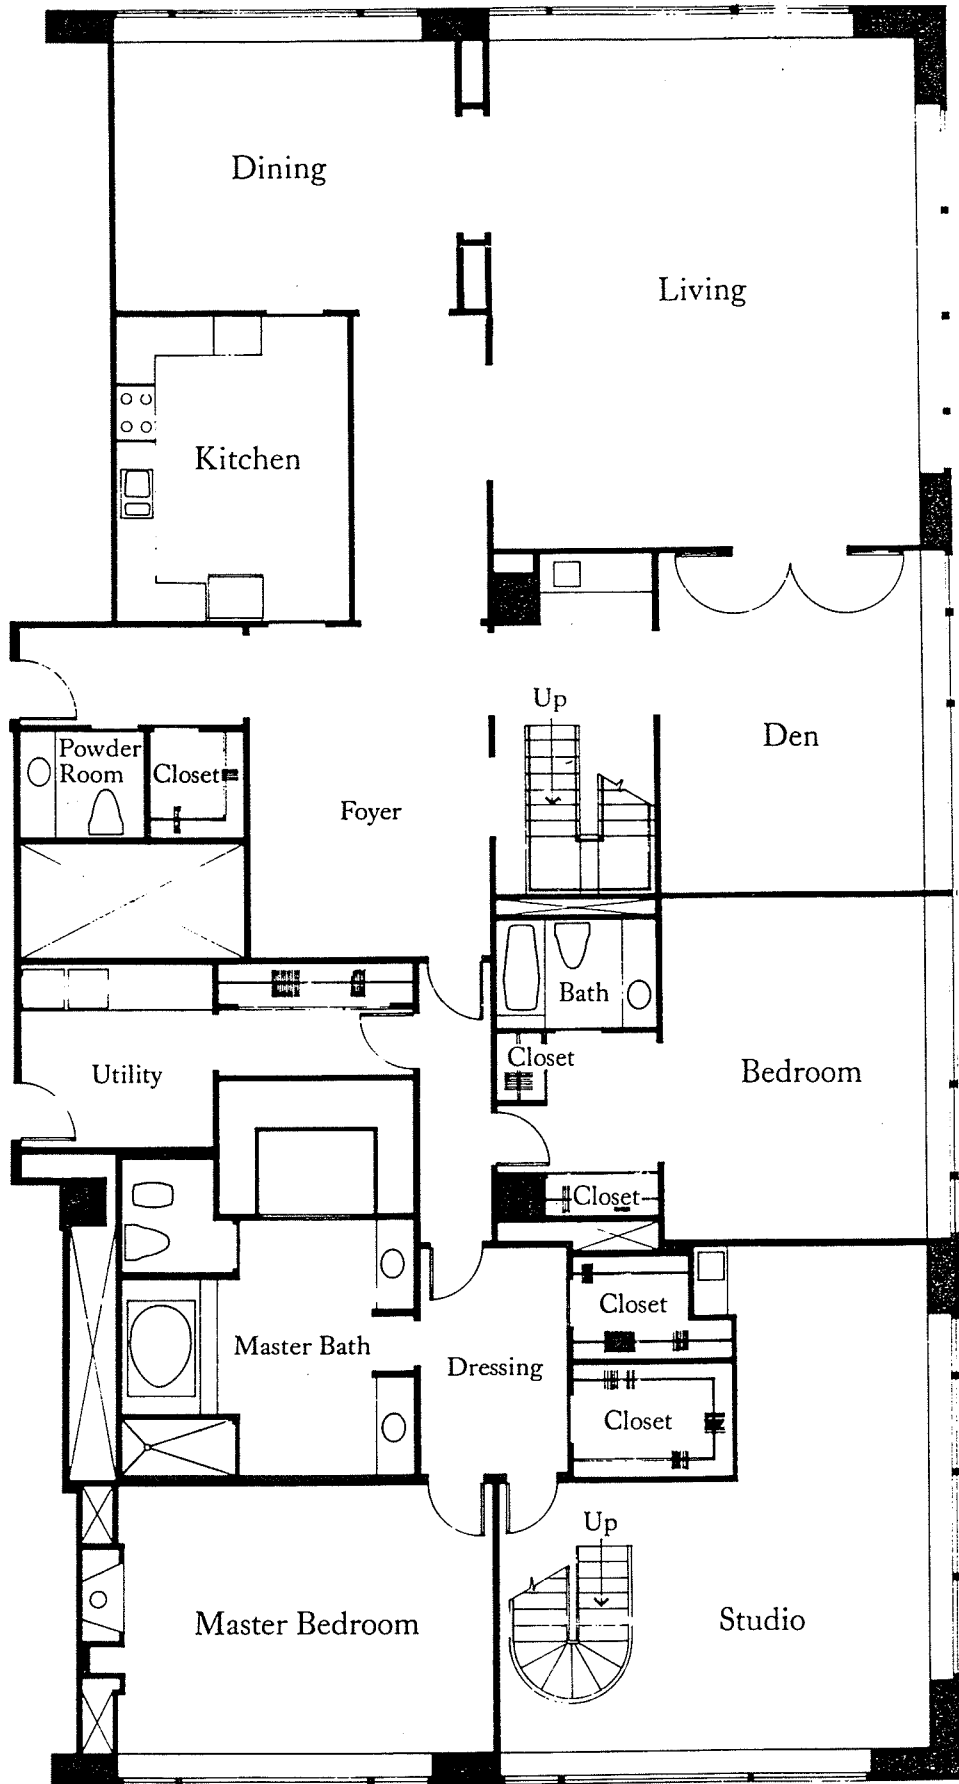 Dining
Living
Kitchen
Up
Den
Powder
Room
Closet
Foyer
Bath
Closet
Utility
Bedroom
Closet
Closet
Master Bath
Dressing
Closet
Up
Master Bedroom
Studio